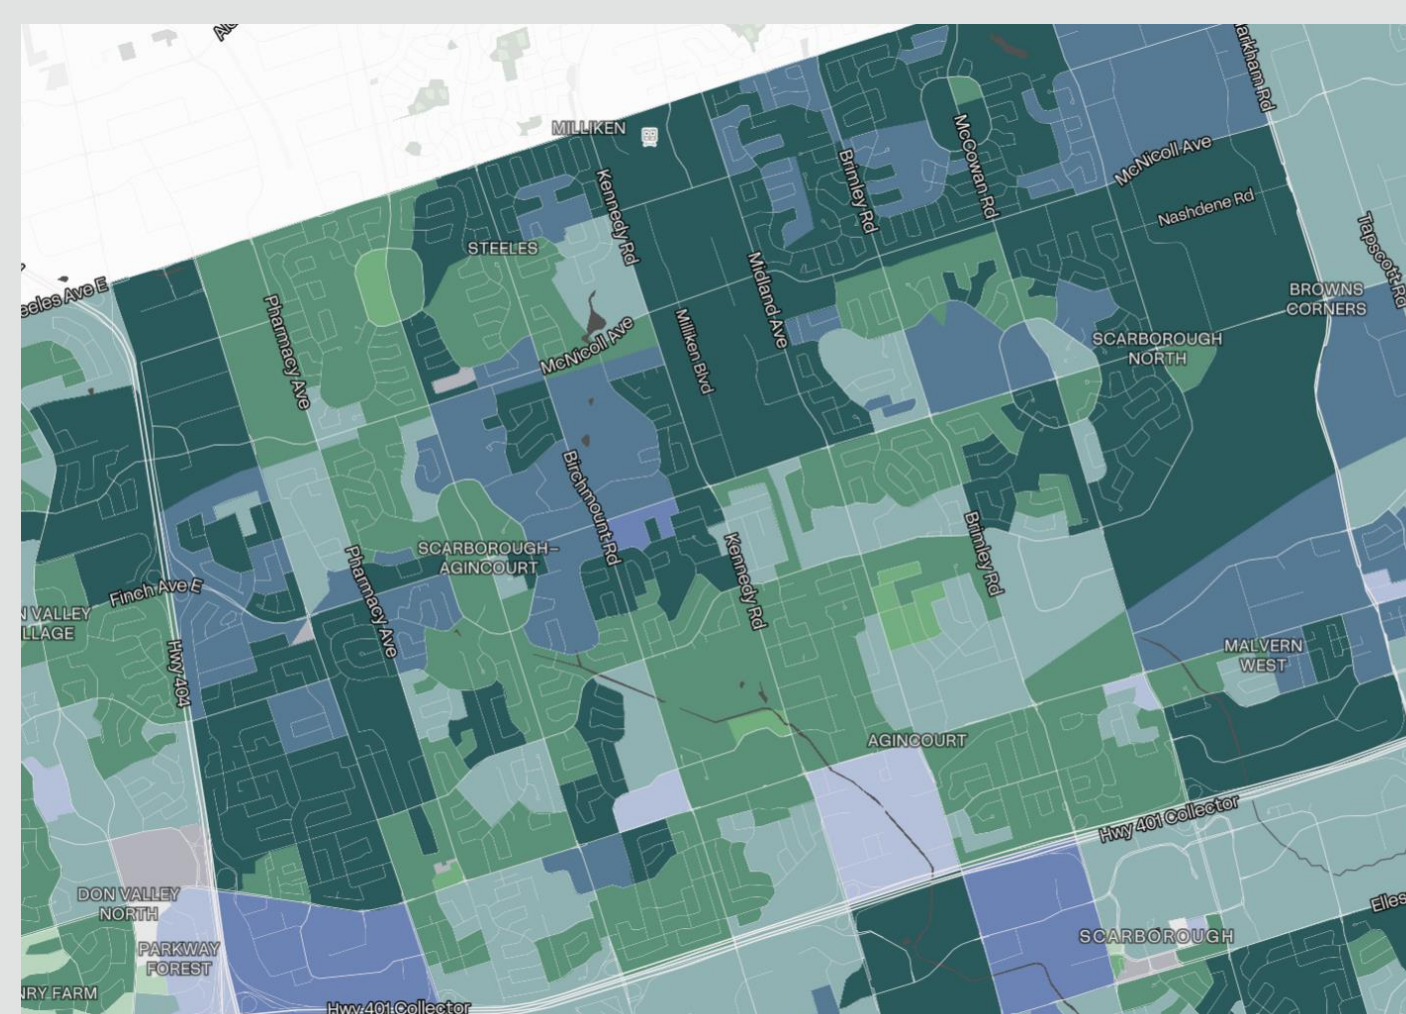 MILLIKEN
Markham Rd
McNicoll Ave
McCowan Rd
Brimley Rd
Kennedy Rd
Nashdene Rd
Tapscott Rd
STEELES
Midland Ave
eeles Ave E
Pharmacy Ave
BROWNS
CORNERS
Milliken Blvd
McNicoll Ave
SCARBOROUGH
NORTH
Birchmount Rd
Brimley Rd
Kennedy Rd
SCARBOROUGH–
AGINCOURT
Pharmacy Ave
Finch Ave E
N VALLEY
LLAGE
Hwy 404
MALVERN
WEST
AGINCOURT
Hwy 401 Collector
DON VALLEY
NORTH
Elles
SCARBOROUGH
PARKWAY
FOREST
NRY FARM
Hwy 401 Collector